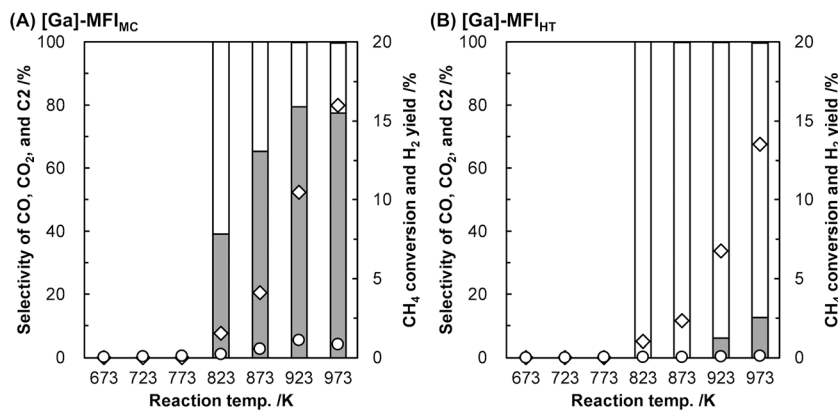 (A) [Ga]-MFI_MC
Selectivity of CO, CO₂, and C2 /%
100
80
60
40
20
0
20
15
10
5
0
CH₄ conversion and H₂ yield /%
673 723 773 823 873 923 973
Reaction temp. /K
(B) [Ga]-MFI_HT
Selectivity of CO, CO₂, and C2 /%
100
80
60
40
20
0
20
15
10
5
0
CH₄ conversion and H₂ yield /%
673 723 773 823 873 923 973
Reaction temp. /K